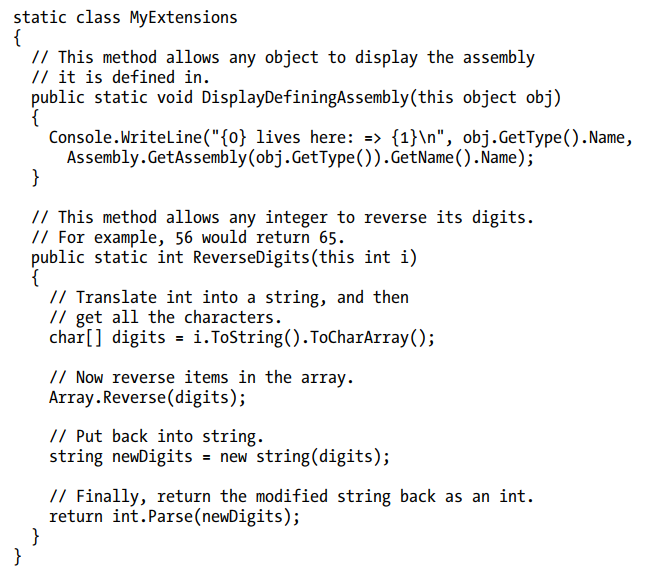 static class MyExtensions
{
// This method allows any object to display the assembly
// it is defined in.
public static void DisplayDefiningAssembly(this object obj)
{
Console.WriteLine("{0} lives here: => {1}\n", obj.GetType().Name,
Assembly.GetAssembly(obj.GetType()).GetName().Name);
}
// This method allows any integer to reverse its digits.
// For example, 56 would return 65.
public static int ReverseDigits(this int i)
{
// Translate int into a string, and then
// get all the characters.
char[] digits = i.ToString().ToCharArray();
// Now reverse items in the array.
Array.Reverse(digits);
// Put back into string.
string newDigits = new string(digits);
// Finally, return the modified string back as an int.
return int.Parse(newDigits);
}
}